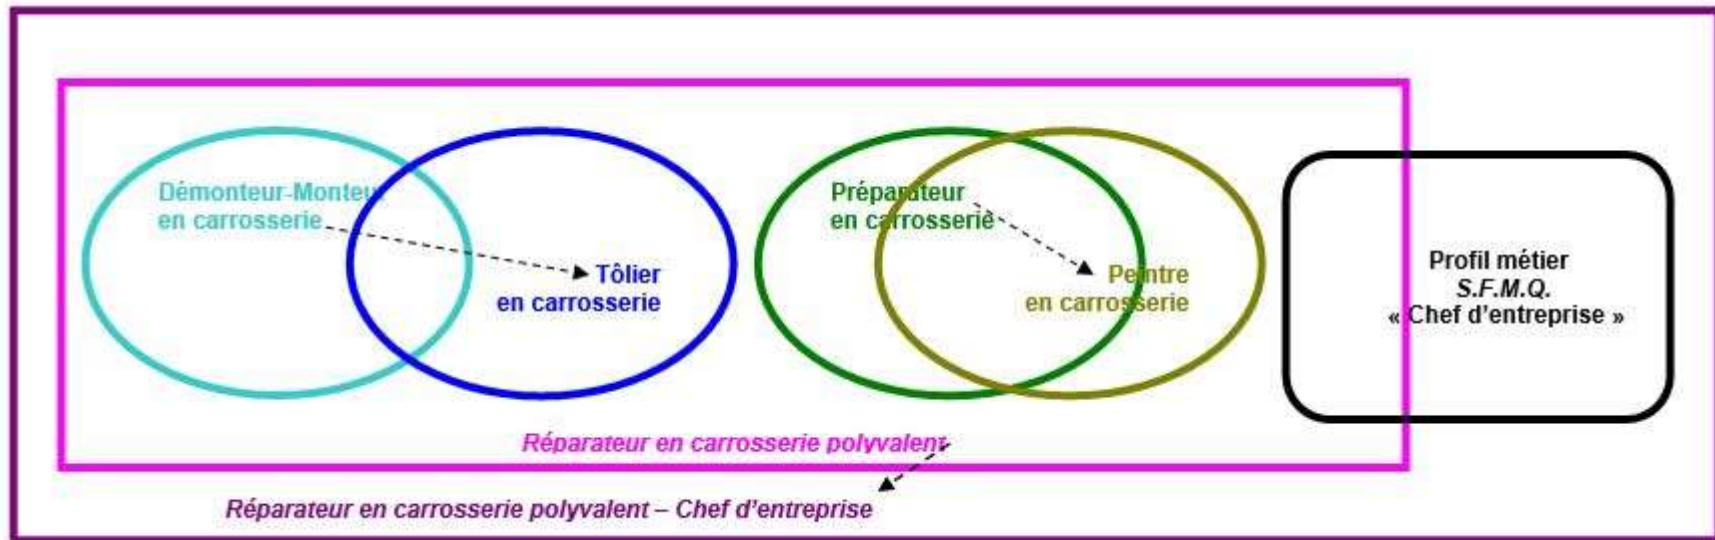 Démonteur-Monteur
en carrosserie
Tôlier
en carrosserie
Préparateur
en carrosserie
Peintre
en carrosserie
Profil métier
S.F.M.Q.
« Chef d'entreprise »
Réparateur en carrosserie polyvalent
Réparateur en carrosserie polyvalent – Chef d'entreprise